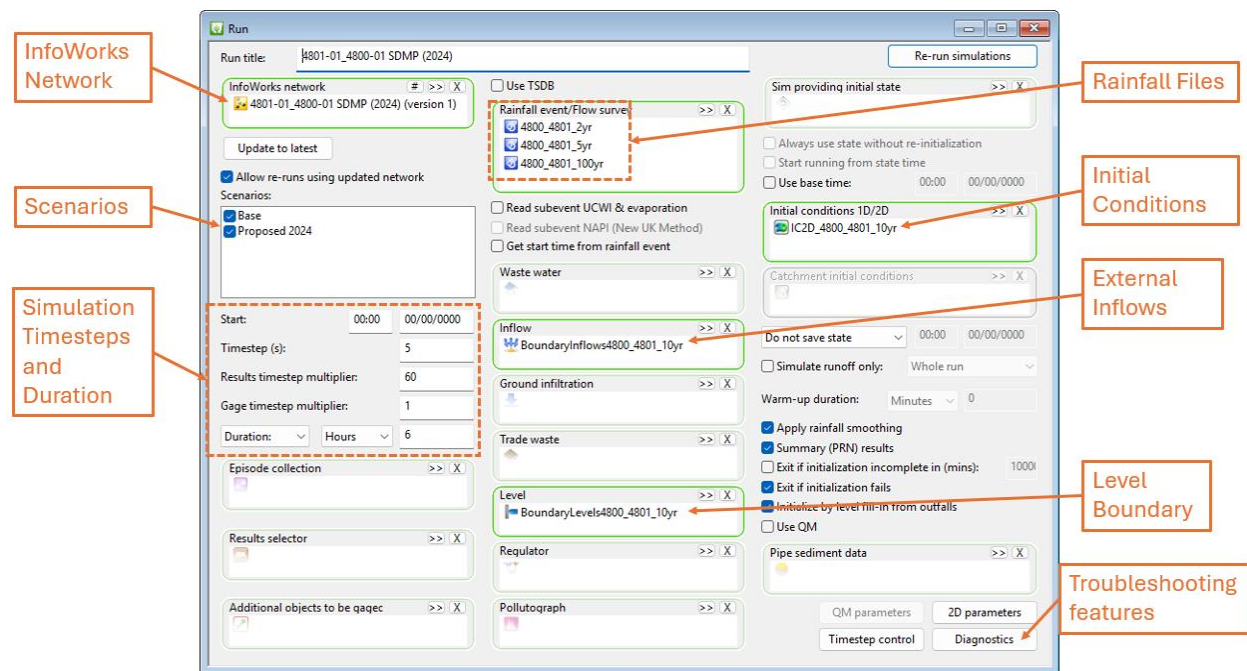 InfoWorks
Network
Scenarios
Simulation
Timesteps
and
Duration
Run
Run title:
4801-01_4800-01 SDMP (2024)
Re-run simulations
InfoWorks network
# >> X
4801-01_4800-01 SDMP (2024) (version 1)
Update to latest
Allow re-runs using updated network
Scenarios:
Base
Proposed 2024
Start:
00:00
00/00/0000
Timestep (s):
5
Results timestep multiplier:
60
Gage timestep multiplier:
1
Duration:
Hours
6
Episode collection
>> X
Results selector
>> X
Additional objects to be qaqec
>> X
Use TSDB
Rainfall event/Flow survey
>> X
4800_4801_2yr
4800_4801_5yr
4800_4801_100yr
Read subevent UCWI & evaporation
Read subevent NAPI (New UK Method)
Get start time from rainfall event
Waste water
>> X
Inflow
>> X
BoundaryInflows4800_4801_10yr
Ground infiltration
>> X
Trade waste
>> X
Level
>> X
BoundaryLevels4800_4801_10yr
Regulator
>> X
Pollutograph
>> X
Sim providing initial state
>> X
Always use state without re-initialization
Start running from state time
Use base time:
00:00
00/00/0000
Initial conditions 1D/2D
>> X
IC2D_4800_4801_10yr
Catchment initial conditions
>> X
Do not save state
00:00
00/00/0000
Simulate runoff only:
Whole run
Warm-up duration:
Minutes
0
Apply rainfall smoothing
Summary (PRN) results
Exit if initialization incomplete in (mins):
1000
Exit if initialization fails
Initialize by level fill-in from outfalls
Use QM
Pipe sediment data
>> X
QM parameters
2D parameters
Timestep control
Diagnostics
Rainfall Files
Initial
Conditions
External
Inflows
Level
Boundary
Troubleshooting
features